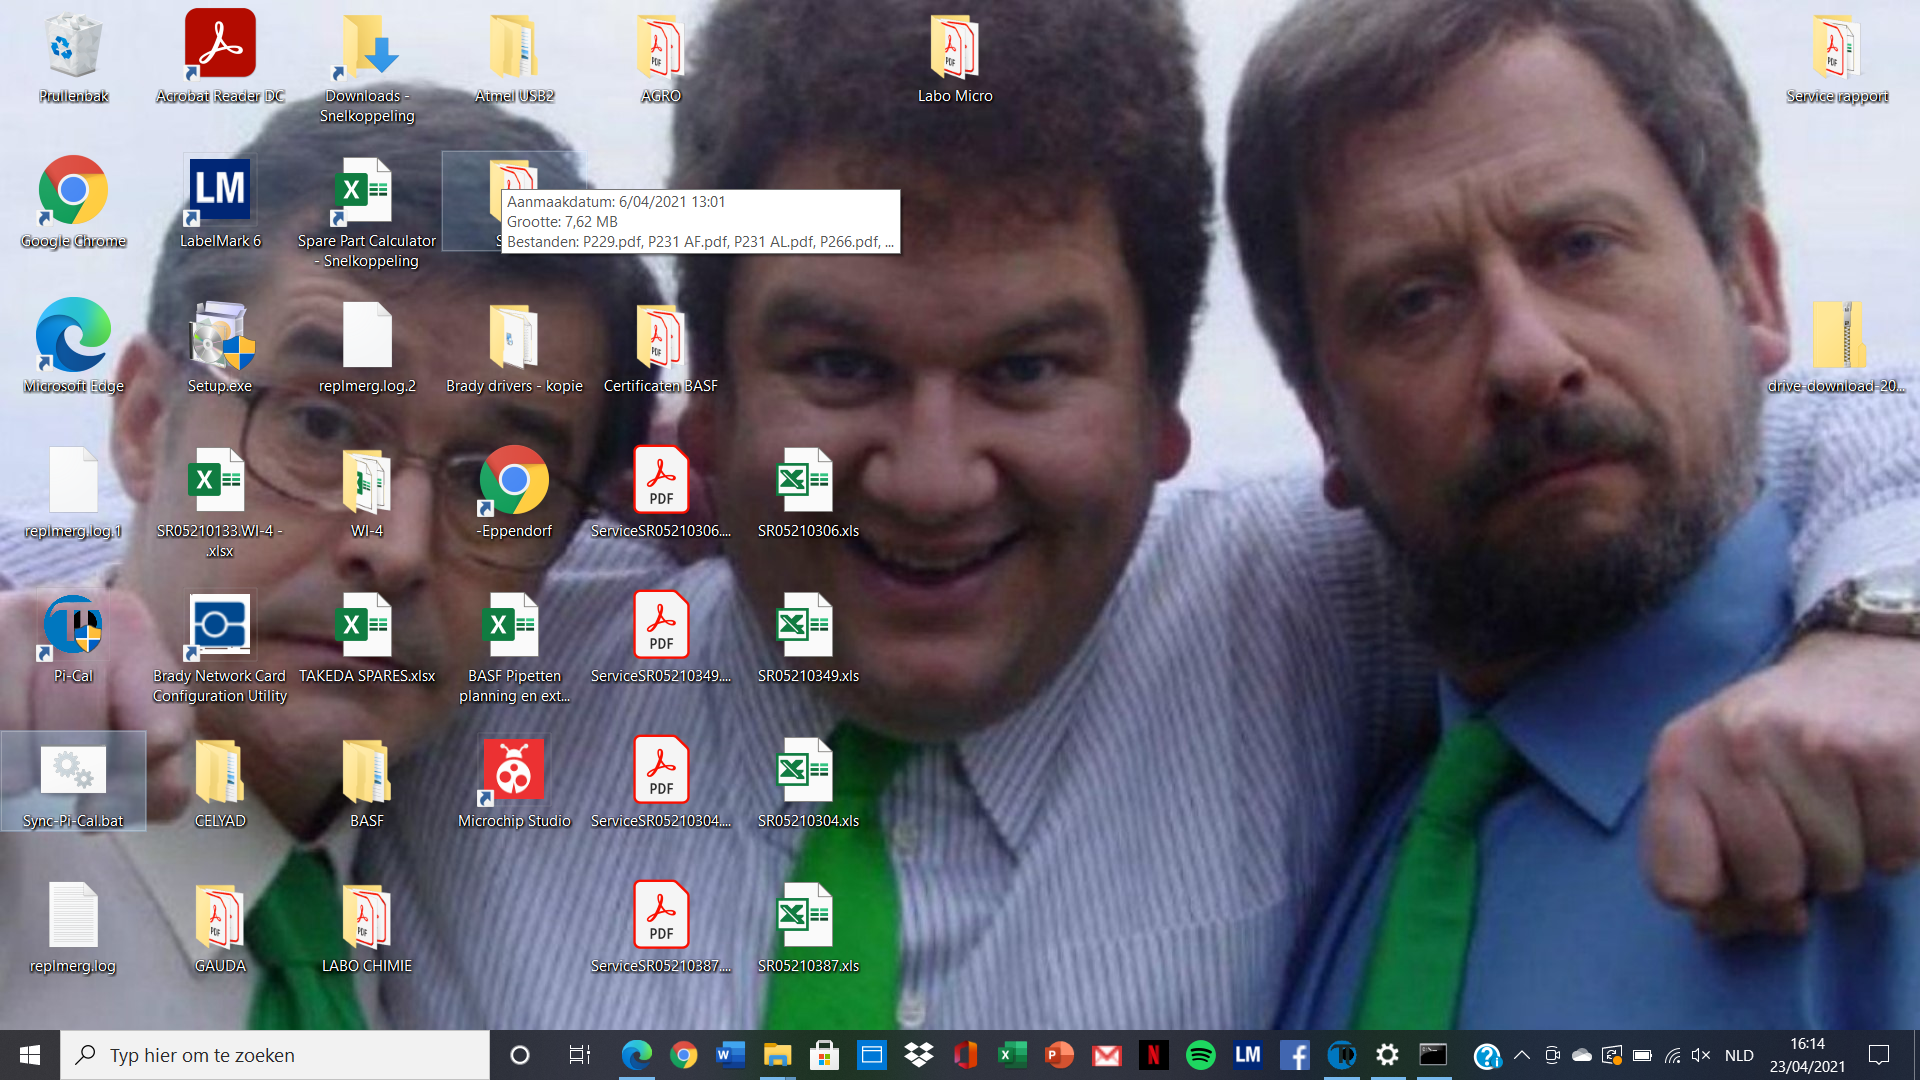 Prullenbak
Acrobat Reader DC
Downloads -
Snelkoppeling
Atmel USB2
AGRO
Labo Micro
Service rapport
Google Chrome
LM
LabelMark 6
Spare Part Calculator
- Snelkoppeling
Aanmaakdatum: 6/04/2021 13:01
Grootte: 7,62 MB
Bestanden: P229.pdf, P231 AF.pdf, P231 AL.pdf, P266.pdf, ...
Microsoft Edge
Setup.exe
replmerg.log.2
Brady drivers - kopie
Certificaten BASF
drive-download-20...
replmerg.log.1
SR05210133.WI-4 -
.xlsx
WI-4
-Eppendorf
PDF
ServiceSR05210306....
SR05210306.xls
Pi-Cal
Brady Network Card
Configuration Utility
TAKEDA SPARES.xlsx
BASF Pipetten
planning en ext...
PDF
ServiceSR05210349....
SR05210349.xls
Sync-Pi-Cal.bat
CELYAD
BASF
Microchip Studio
PDF
ServiceSR05210304....
SR05210304.xls
replmerg.log
GAUDA
LABO CHIMIE
PDF
ServiceSR05210387....
SR05210387.xls
Typ hier om te zoeken
LM
NLD
16:14
23/04/2021